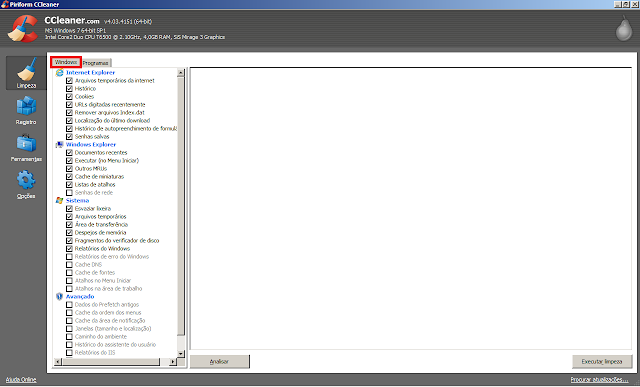 Piriform CCleaner
CCleaner.com v4.03.4151 (64-bit)
MS Windows 7 64-bit SP1
Intel Core2 Duo CPU T6500 @ 2.10GHz, 4,0GB RAM, SiS Mirage 3 Graphics
Limpeza
Registro
Ferramentas
Opções
Windows
Programas
Internet Explorer
Arquivos temporários da internet
Histórico
Cookies
URLs digitadas recentemente
Remover arquivos Index.dat
Localização do último download
Histórico de autopreenchimento de formulá
Senhas salvas
Windows Explorer
Documentos recentes
Executar (no Menu Iniciar)
Outros MRUs
Cache de miniaturas
Listas de atalhos
Senhas de rede
Sistema
Esvaziar lixeira
Arquivos temporários
Área de transferência
Despejos de memória
Fragmentos do verificador de disco
Relatórios do Windows
Relatórios de erro do Windows
Cache DNS
Cache de fontes
Atalhos no Menu Iniciar
Atalhos na área de trabalho
Avançado
Dados do Prefetch antigos
Cache da ordem dos menus
Cache da área de notificação
Janelas (tamanho e localização)
Caminho do ambiente
Histórico do assistente do usuário
Relatórios do IIS
Analisar
Executar limpeza
Ajuda Online
Procurar atualizações...